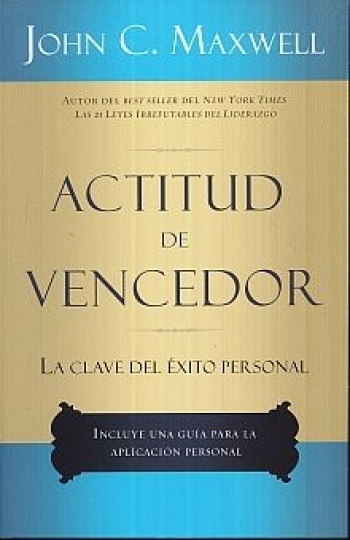 JOHN C. MAXWELL
AUTOR DEL BEST SELLER DEL NEW YORK TIMES
LAS 21 LEYES IRREFUTABLES DEL LIDERAZGO
ACTITUD
DE
VENCEDOR
LA CLAVE DEL ÉXITO PERSONAL
INCLUYE UNA GUÍA PARA LA
APLICACIÓN PERSONAL